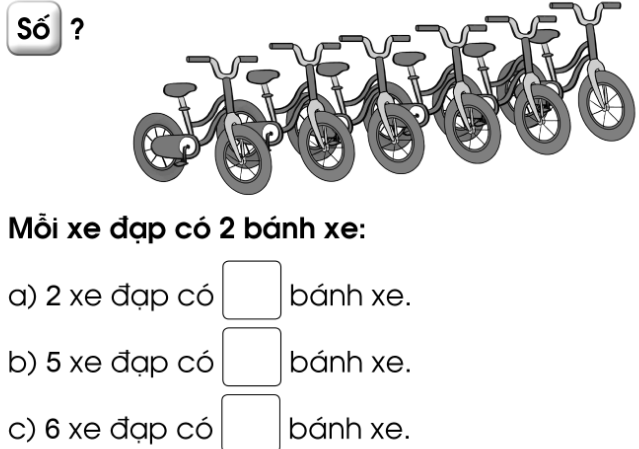 Số ?
Mỗi xe đạp có 2 bánh xe:
a) 2 xe đạp có bánh xe.
b) 5 xe đạp có bánh xe.
c) 6 xe đạp có bánh xe.